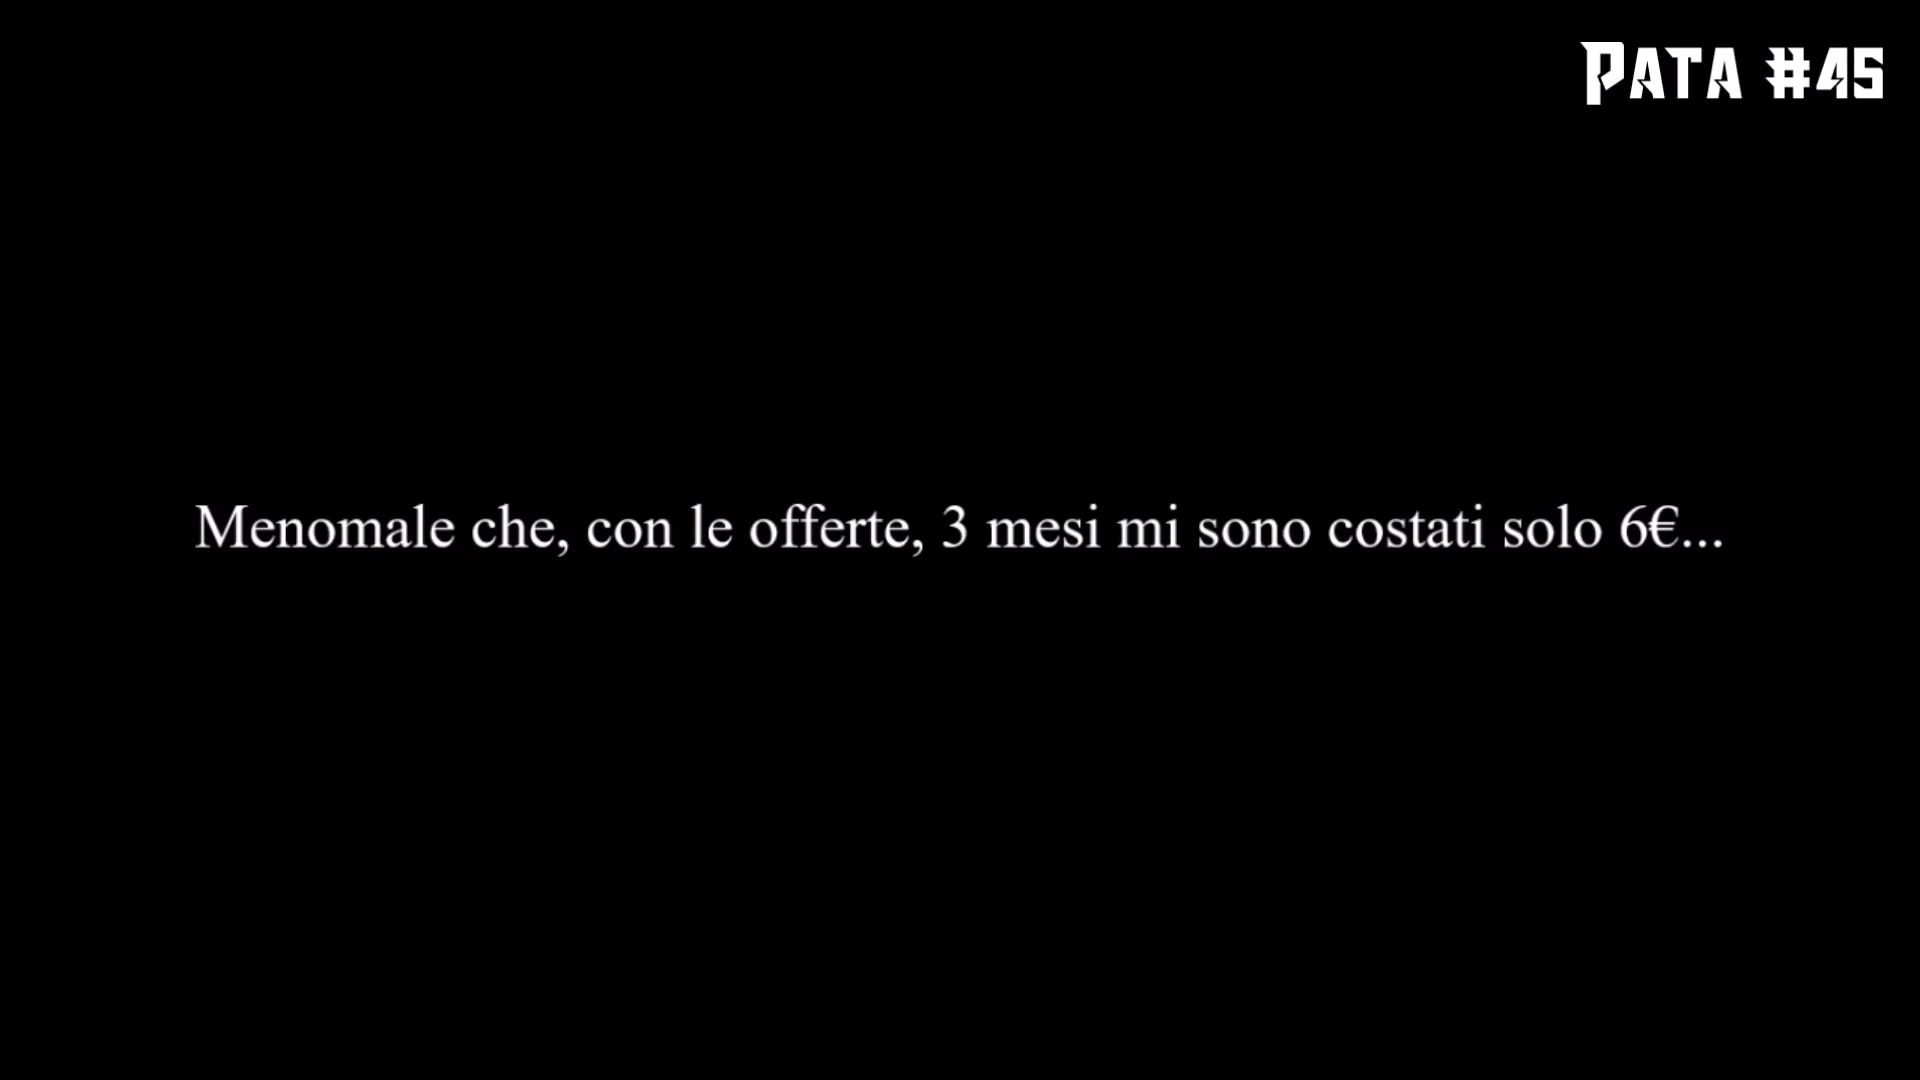 PATA #45
Menomale che, con le offerte, 3 mesi mi sono costati solo 6€...